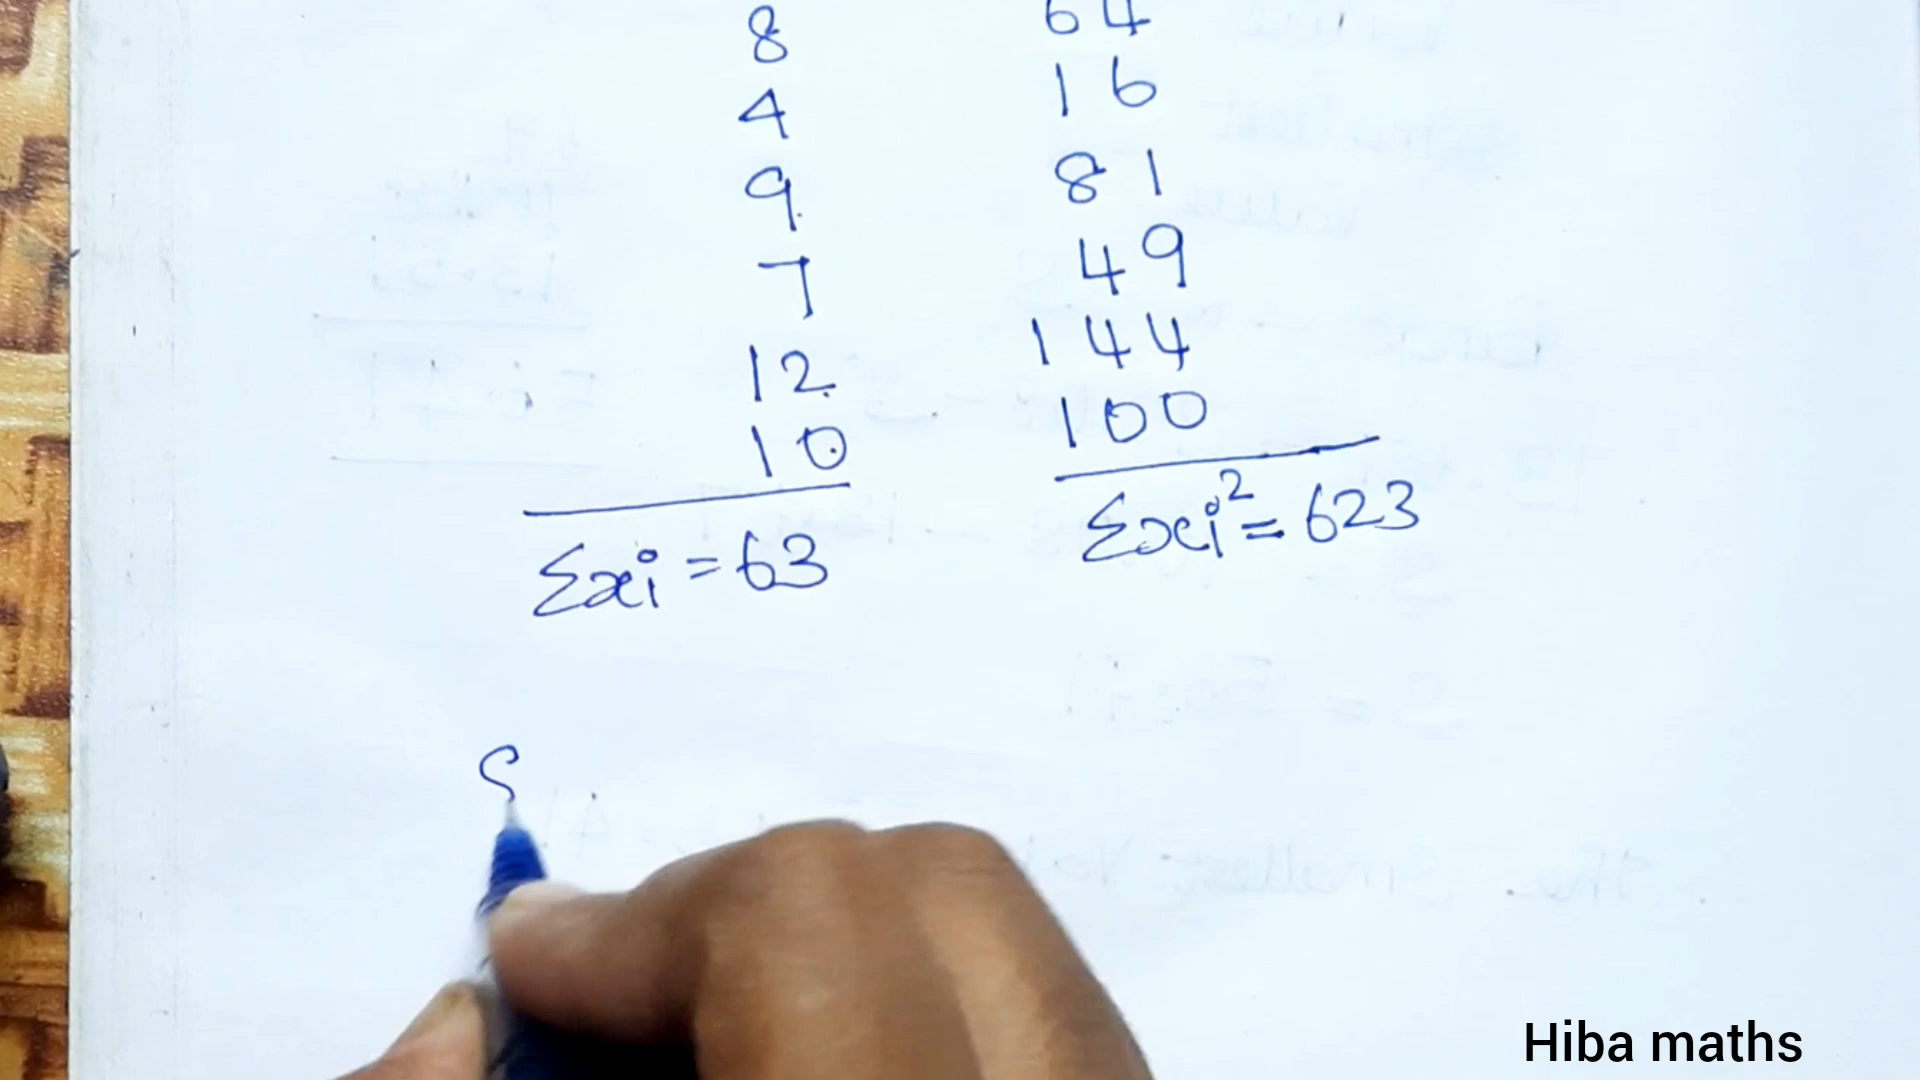 8 64
4 16
9 81
7 49
12 144
10 100
Σxi = 63 Σxi² = 623
S
Hiba maths